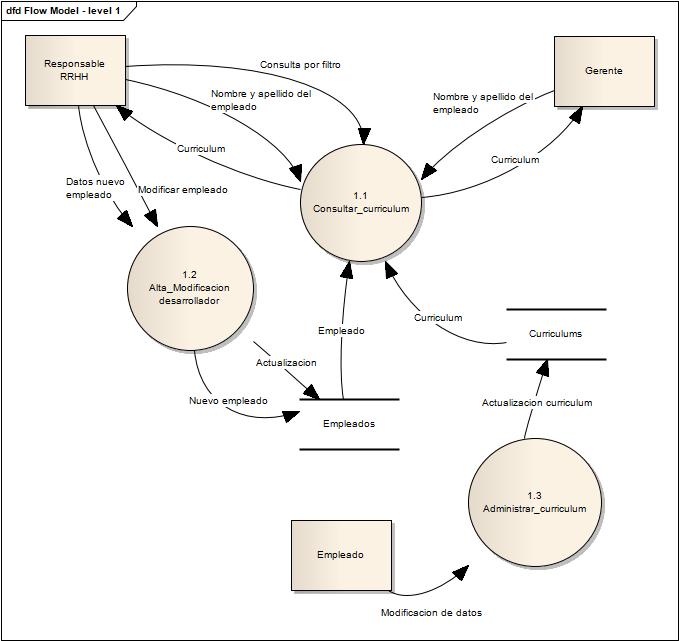 dfd Flow Model - level 1
Responsable
RRHH
Consulta por filtro
Gerente
Nombre y apellido del
empleado
Nombre y apellido del
empleado
Curriculum
Curriculum
Datos nuevo
empleado
Modificar empleado
1.1
Consultar_curriculum
1.2
Alta_Modificacion
desarrollador
Empleado
Curriculum
Curriculums
Actualizacion
Nuevo empleado
Actualizacion curriculum
Empleados
1.3
Administrar_curriculum
Empleado
Modificacion de datos